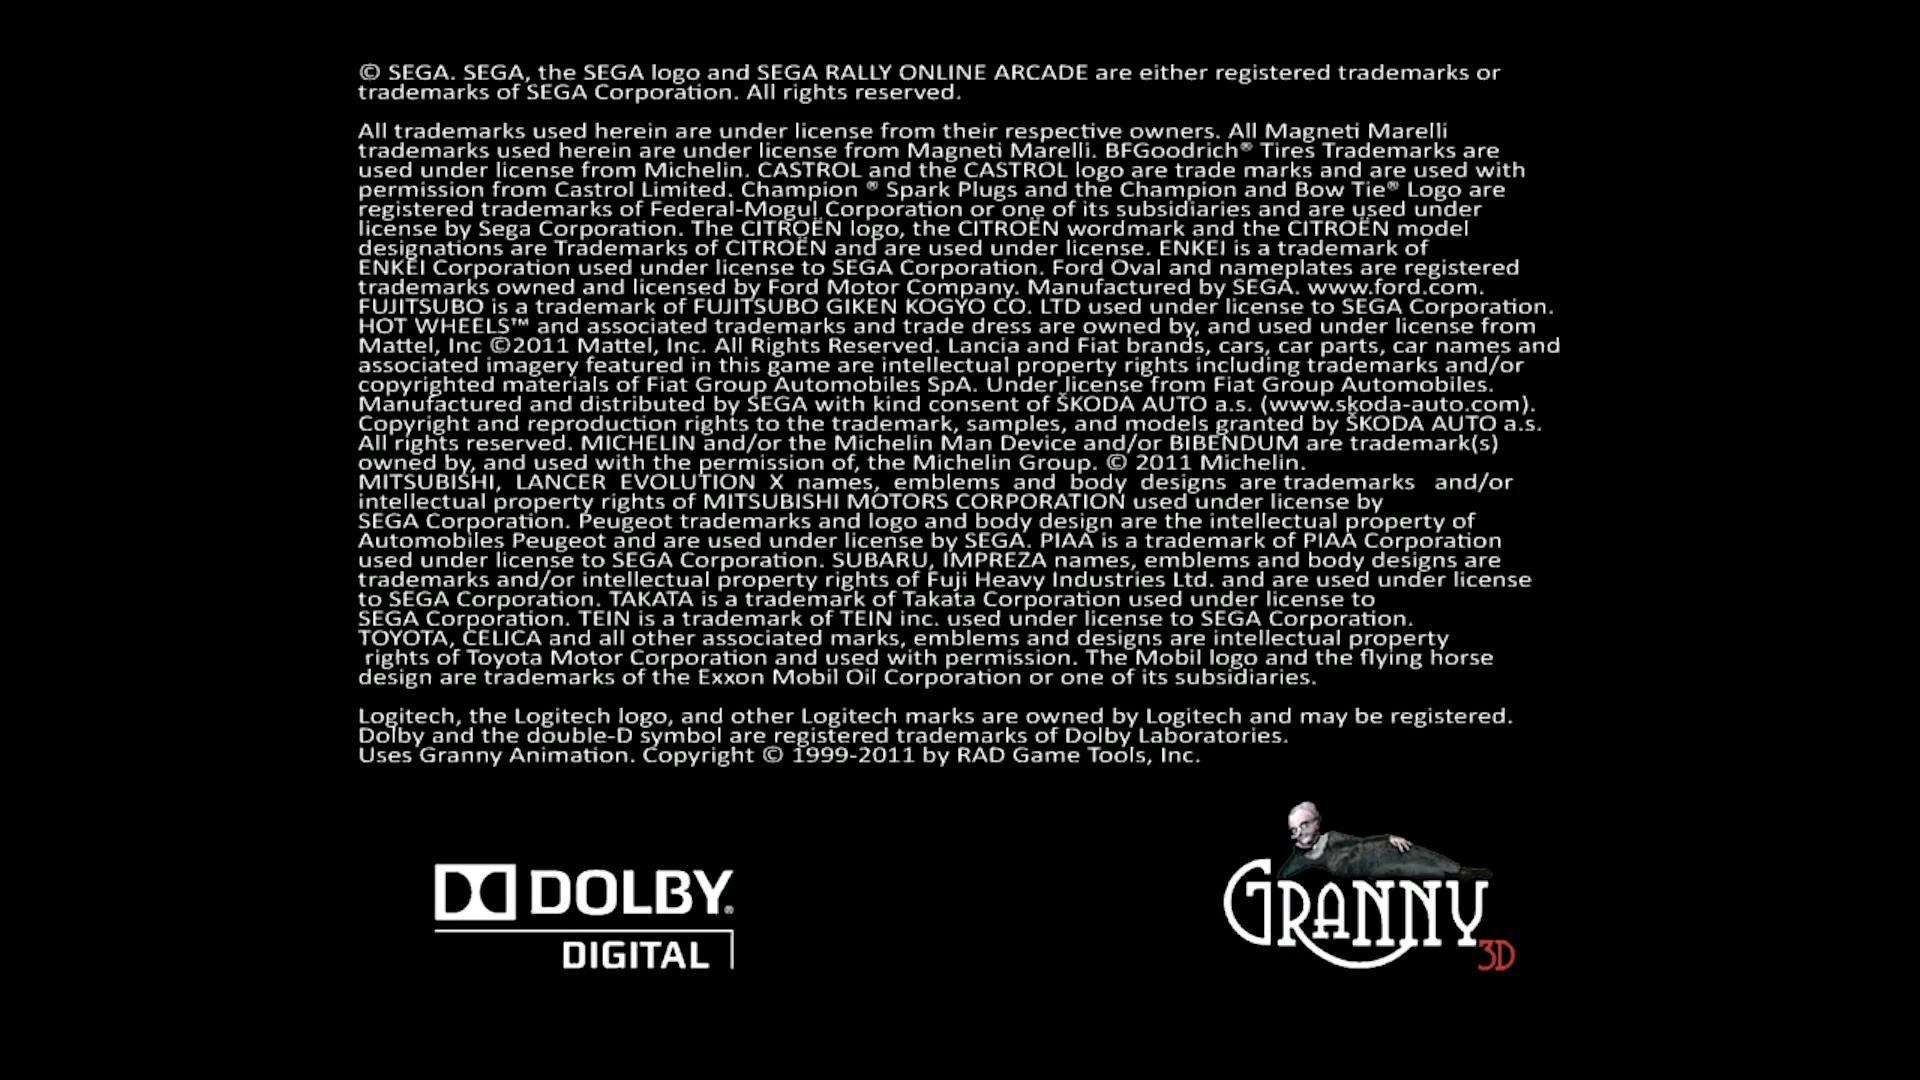 © SEGA. SEGA, the SEGA logo and SEGA RALLY ONLINE ARCADE are either registered trademarks or
trademarks of SEGA Corporation. All rights reserved.
All trademarks used herein are under license from their respective owners. All Magneti Marelli
trademarks used herein are under license from Magneti Marelli. BFGoodrich® Tires Trademarks are
used under license from Michelin. CASTROL and the CASTROL logo are trade marks and are used with
permission from Castrol Limited. Champion ® Spark Plugs and the Champion and Bow Tie® Logo are
registered trademarks of Federal-Mogul Corporation or one of its subsidiaries and are used under
license by Sega Corporation. The CITROËN logo, the CITROËN wordmark and the CITROËN model
designations are Trademarks of CITROËN and are used under license. ENKEI is a trademark of
ENKEI Corporation used under license to SEGA Corporation. Ford Oval and nameplates are registered
trademarks owned and licensed by Ford Motor Company. Manufactured by SEGA. www.ford.com.
FUJITSUBO is a trademark of FUJITSUBO GIKEN KOGYO CO. LTD used under license to SEGA Corporation.
HOT WHEELS™ and associated trademarks and trade dress are owned by, and used under license from
Mattel, Inc ©2011 Mattel, Inc. All Rights Reserved. Lancia and Fiat brands, cars, car parts, car names and
associated imagery featured in this game are intellectual property rights including trademarks and/or
copyrighted materials of Fiat Group Automobiles SpA. Under license from Fiat Group Automobiles.
Manufactured and distributed by SEGA with kind consent of ŠKODA AUTO a.s. (www.skoda-auto.com).
Copyright and reproduction rights to the trademark, samples, and models granted by ŠKODA AUTO a.s.
All rights reserved. MICHELIN and/or the Michelin Man Device and/or BIBENDUM are trademark(s)
owned by, and used with the permission of, the Michelin Group. © 2011 Michelin.
MITSUBISHI, LANCER EVOLUTION X names, emblems and body designs are trademarks and/or
intellectual property rights of MITSUBISHI MOTORS CORPORATION used under license by
SEGA Corporation. Peugeot trademarks and logo and body design are the intellectual property of
Automobiles Peugeot and are used under license by SEGA. PIAA is a trademark of PIAA Corporation
used under license to SEGA Corporation. SUBARU, IMPREZA names, emblems and body designs are
trademarks and/or intellectual property rights of Fuji Heavy Industries Ltd. and are used under license
to SEGA Corporation. TAKATA is a trademark of Takata Corporation used under license to
SEGA Corporation. TEIN is a trademark of TEIN inc. used under license to SEGA Corporation.
TOYOTA, CELICA and all other associated marks, emblems and designs are intellectual property
rights of Toyota Motor Corporation and used with permission. The Mobil logo and the flying horse
design are trademarks of the Exxon Mobil Oil Corporation or one of its subsidiaries.
Logitech, the Logitech logo, and other Logitech marks are owned by Logitech and may be registered.
Dolby and the double-D symbol are registered trademarks of Dolby Laboratories.
Uses Granny Animation. Copyright © 1999-2011 by RAD Game Tools, Inc.
DOLBY®
DIGITAL
GRANNY
3D